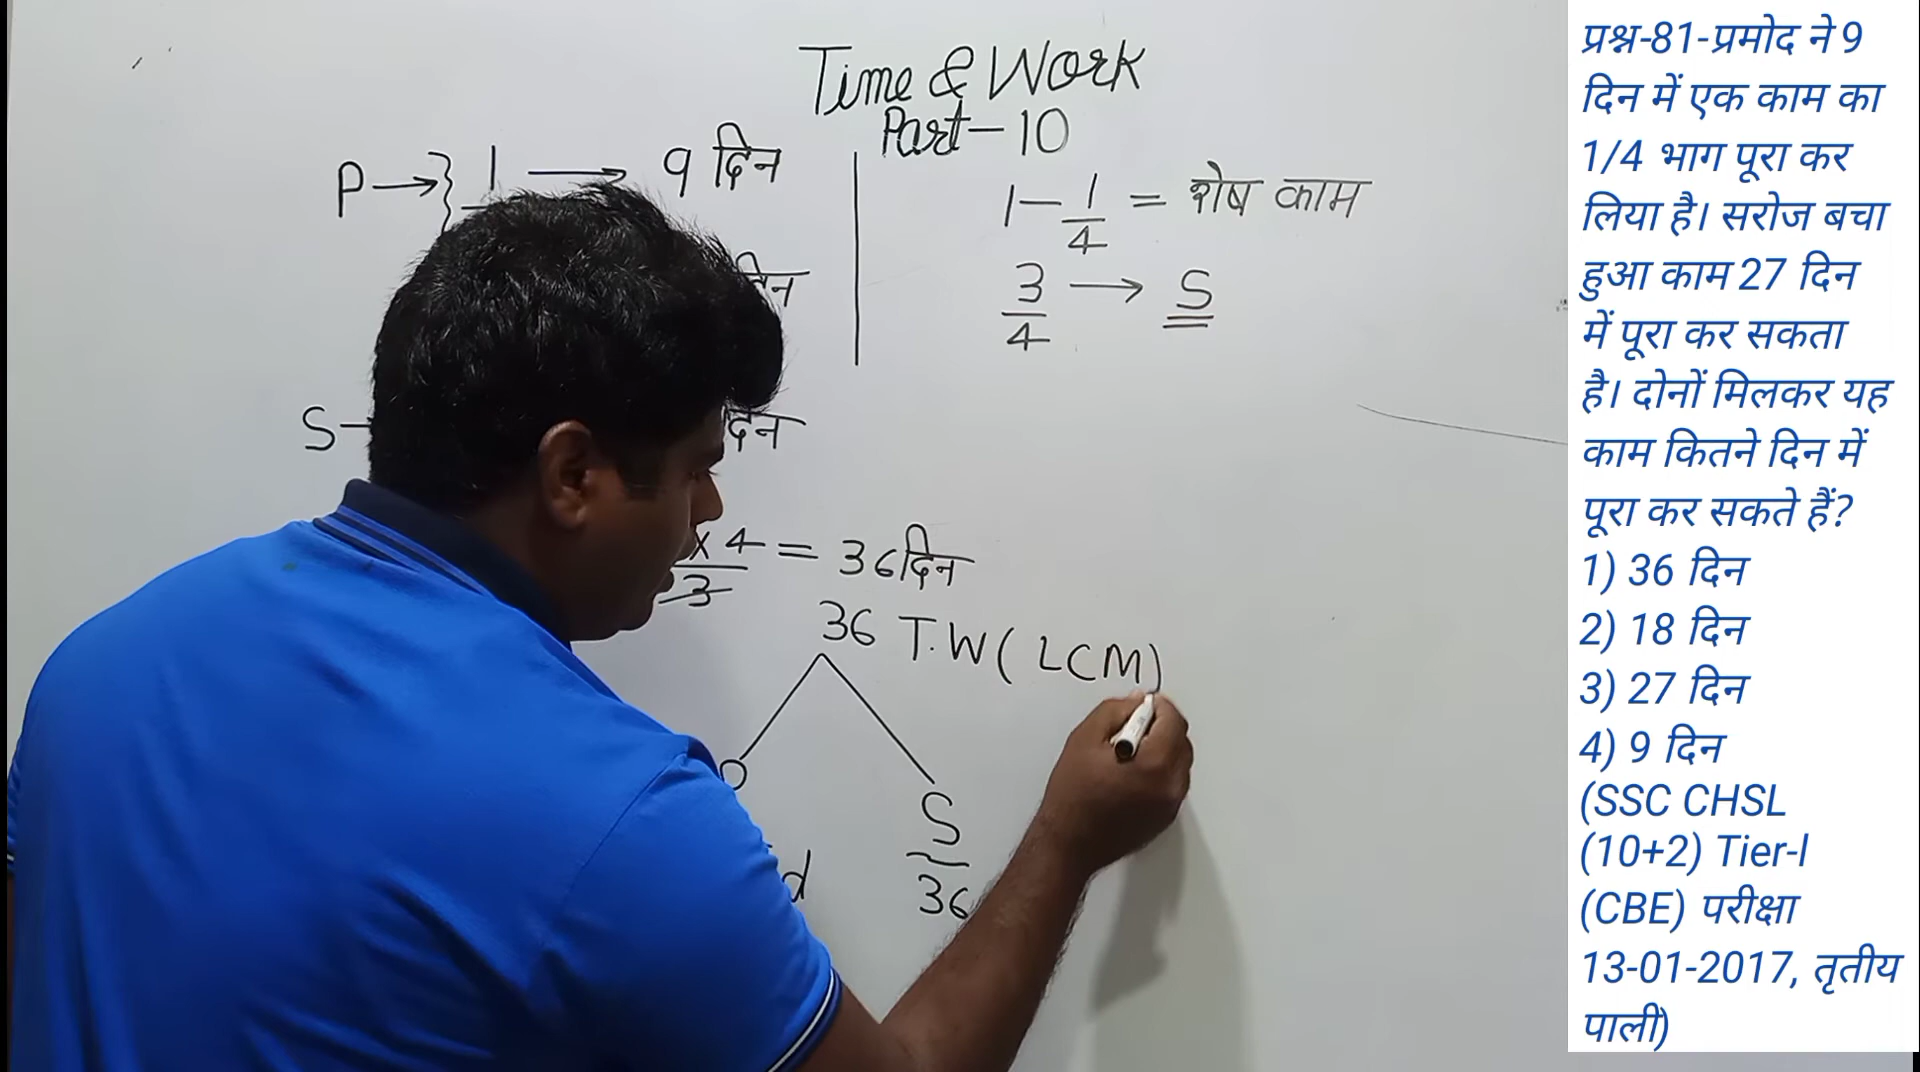 Time & Work
Part-10
P→} 1 → 9 दिन
1 - 1/4 = शेष काम
3/4 → S
S-
दिन
x 4 = 36 दिन
3
36 T.W ( LCM)
S
36
प्रश्न-81-प्रमोद ने 9
दिन में एक काम का
1/4 भाग पूरा कर
लिया है। सरोज बचा
हुआ काम 27 दिन
में पूरा कर सकता
है। दोनों मिलकर यह
काम कितने दिन में
पूरा कर सकते हैं?
1) 36 दिन
2) 18 दिन
3) 27 दिन
4) 9 दिन
(SSC CHSL
(10+2) Tier-I
(CBE) परीक्षा
13-01-2017, तृतीय
पाली)